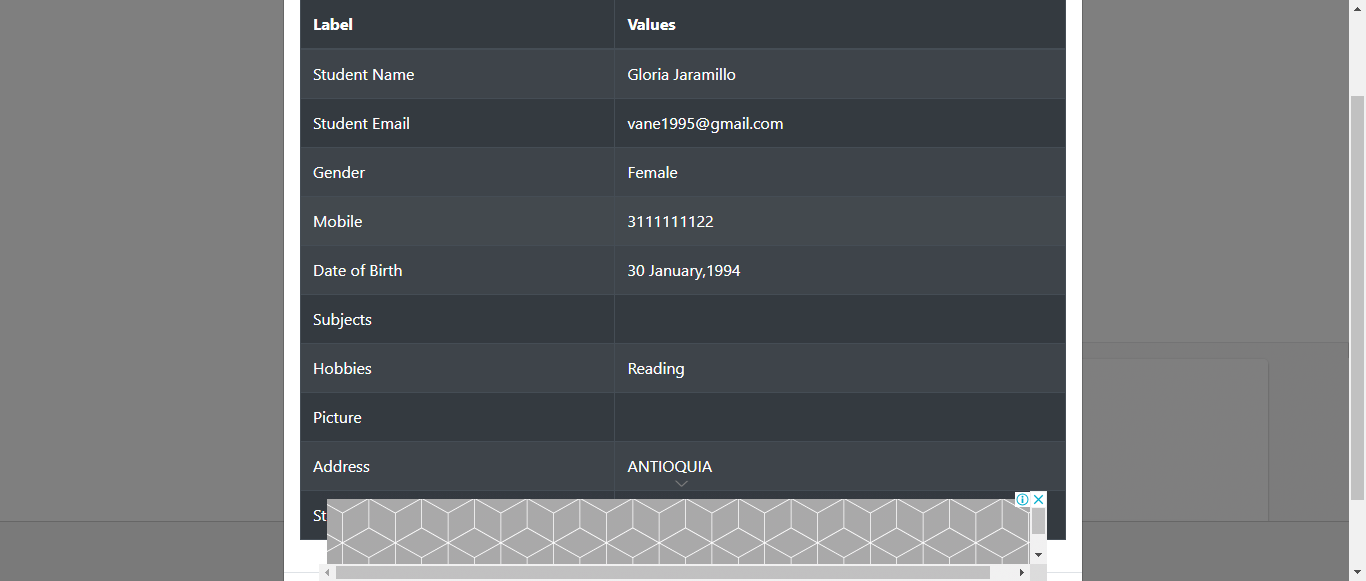 Label Values
Student Name Gloria Jaramillo
Student Email vane1995@gmail.com
Gender Female
Mobile 3111111122
Date of Birth 30 January,1994
Subjects
Hobbies Reading
Picture
Address ANTIOQUIA
St